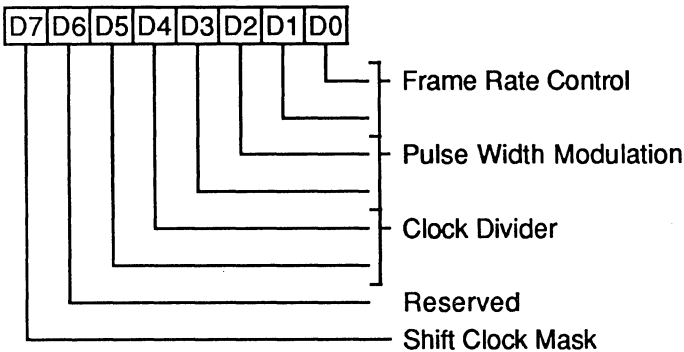 D7 D6 D5 D4 D3 D2 D1 D0
Frame Rate Control
Pulse Width Modulation
Clock Divider
Reserved
Shift Clock Mask